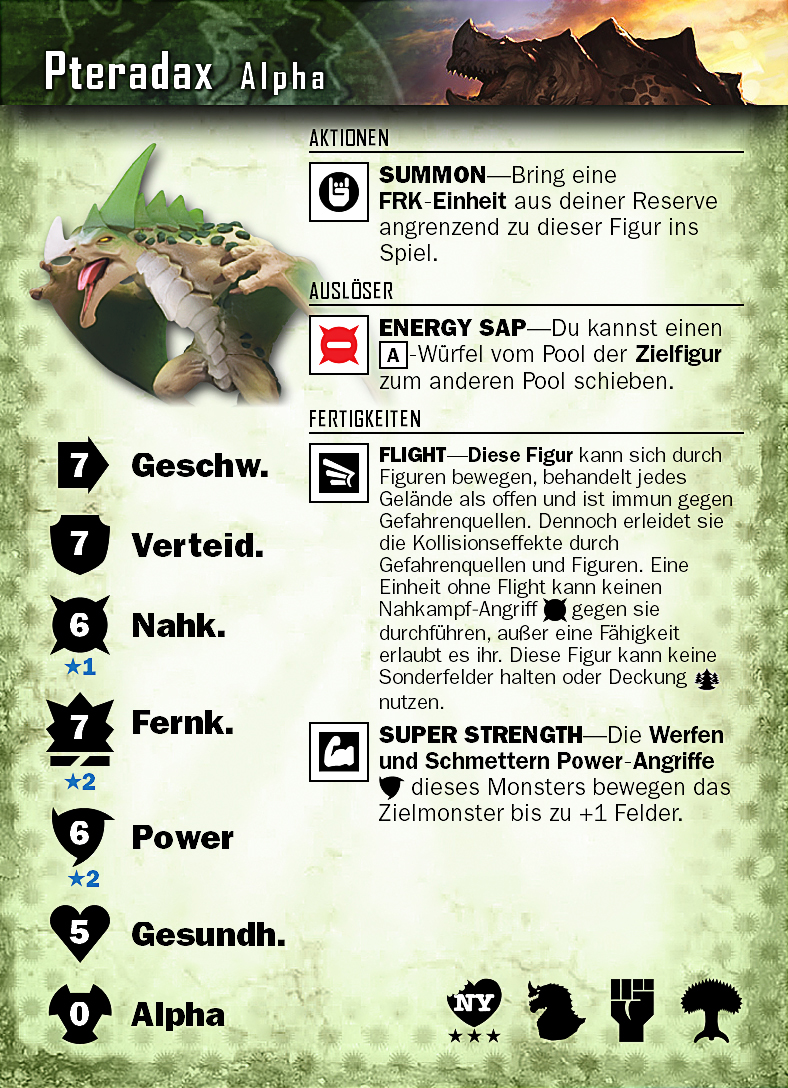 Pteradax Alpha
AKTIONEN
SUMMON—Bring eine
FRK-Einheit aus deiner Reserve
angrenzend zu dieser Figur ins
Spiel.
AUSLÖSER
ENERGY SAP—Du kannst einen
A-Würfel vom Pool der Zielfigur
zum anderen Pool schieben.
FERTIGKEITEN
FLIGHT—Diese Figur kann sich durch
Figuren bewegen, behandelt jedes
Gelände als offen und ist immun gegen
Gefahrenquellen. Dennoch erleidet sie
die Kollisionseffekte durch
Gefahrenquellen und Figuren. Eine
Einheit ohne Flight kann keinen
Nahkampf-Angriff gegen sie
durchführen, außer eine Fähigkeit
erlaubt es ihr. Diese Figur kann keine
Sonderfelder halten oder Deckung
nutzen.
SUPER STRENGTH—Die Werfen
und Schmettern Power-Angriffe
dieses Monsters bewegen das
Zielmonster bis zu +1 Felder.
7 Geschw.
7 Verteid.
6 Nahk.
★1
7 Fernk.
★2
6 Power
★2
5 Gesundh.
0 Alpha
NY
★★★